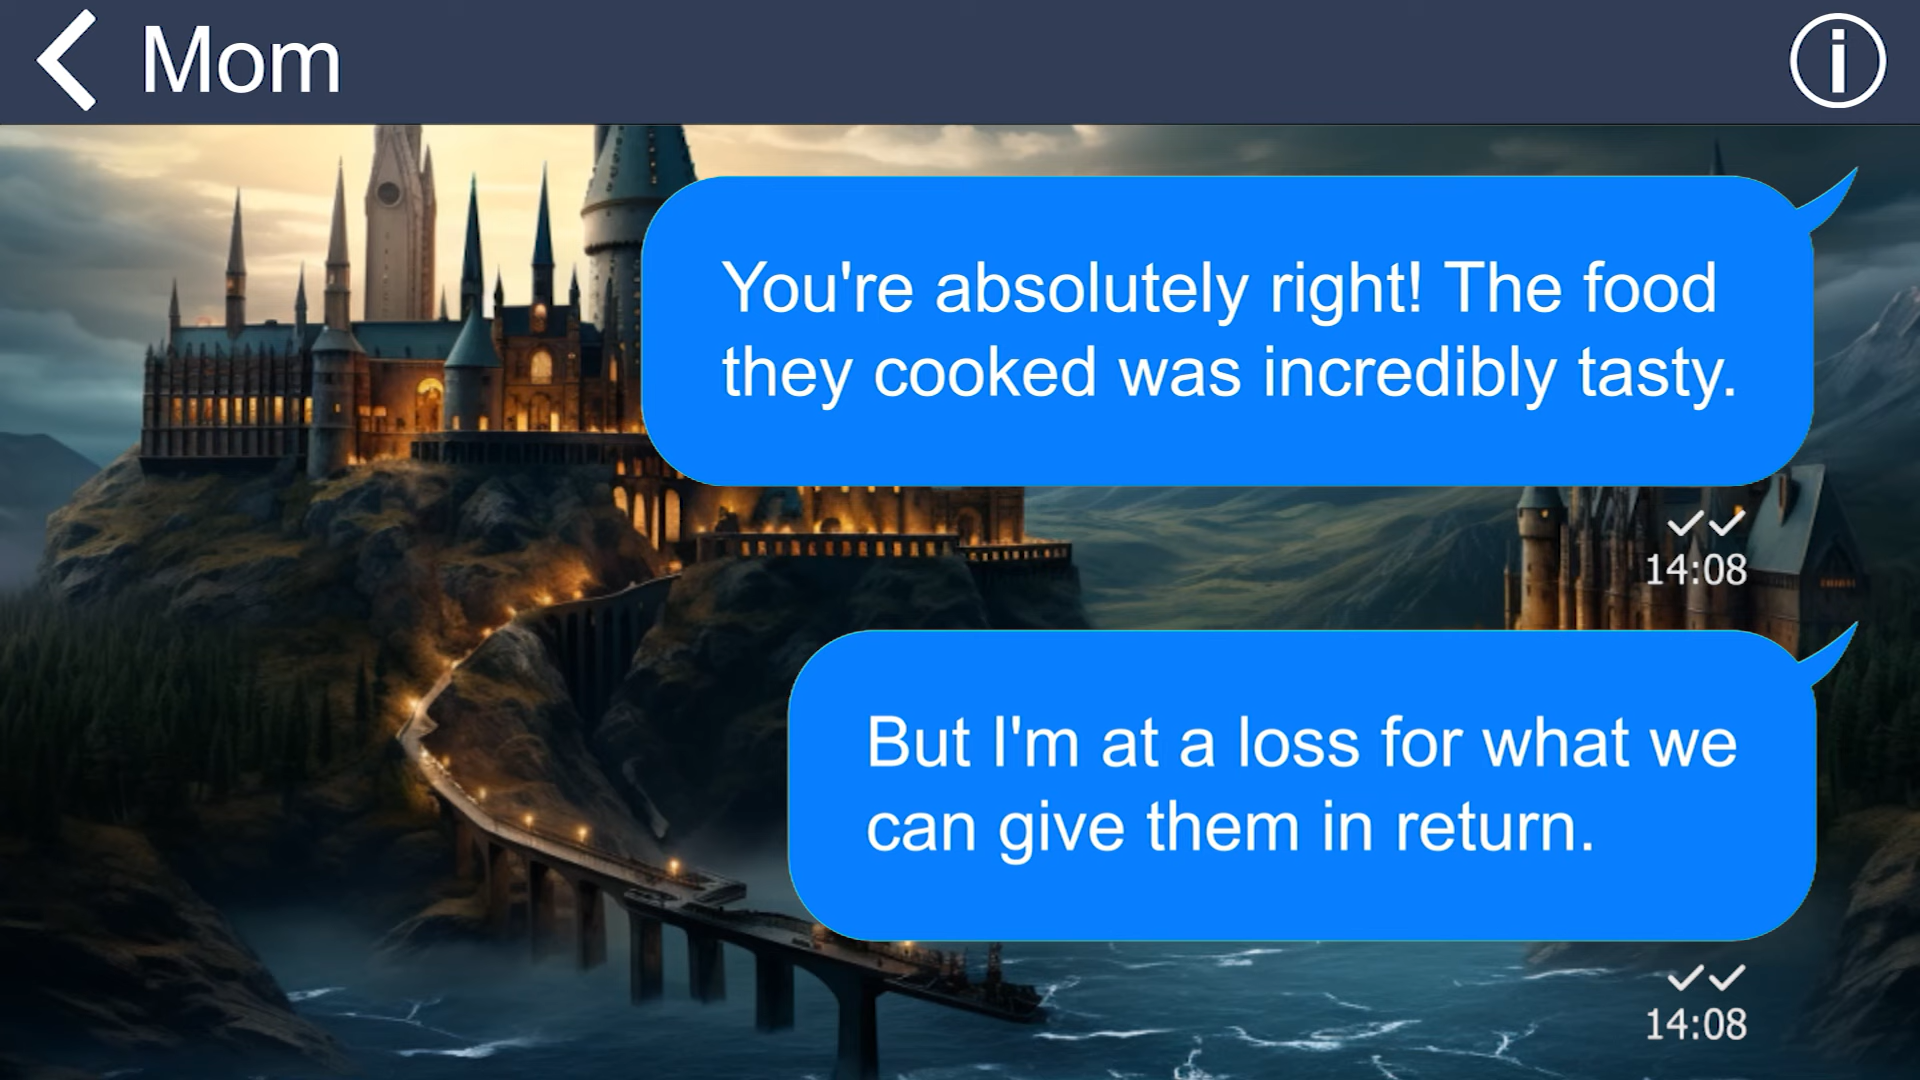 Mom
You're absolutely right! The food
they cooked was incredibly tasty.
14:08
But I'm at a loss for what we
can give them in return.
14:08